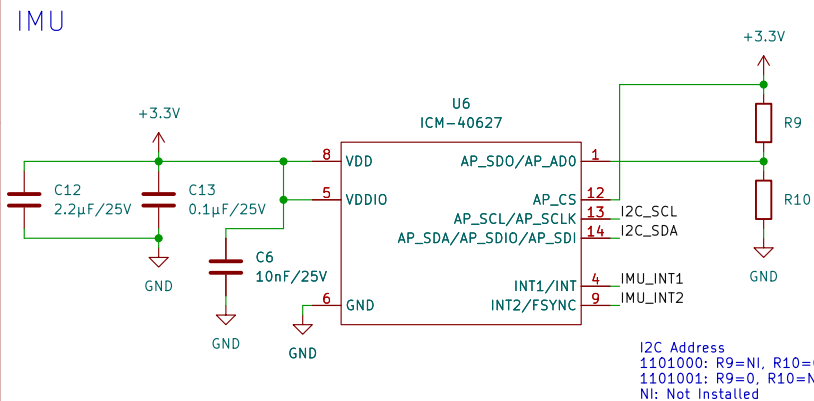 IMU
+3.3V
+3.3V
U6
ICM-40627
R9
R10
GND
C12
2.2µF/25V
C13
0.1µF/25V
GND
C6
10nF/25V
GND
8 VDD
5 VDDIO
6 GND
GND
AP_SDO/AP_AD0 1
AP_CS 12
AP_SCL/AP_SCLK 13 I2C_SCL
AP_SDA/AP_SDIO/AP_SDI 14 I2C_SDA
INT1/INT 4 IMU_INT1
INT2/FSYNC 9 IMU_INT2
I2C Address
1101000: R9=NI, R10=
1101001: R9=0, R10=N
NI: Not Installed